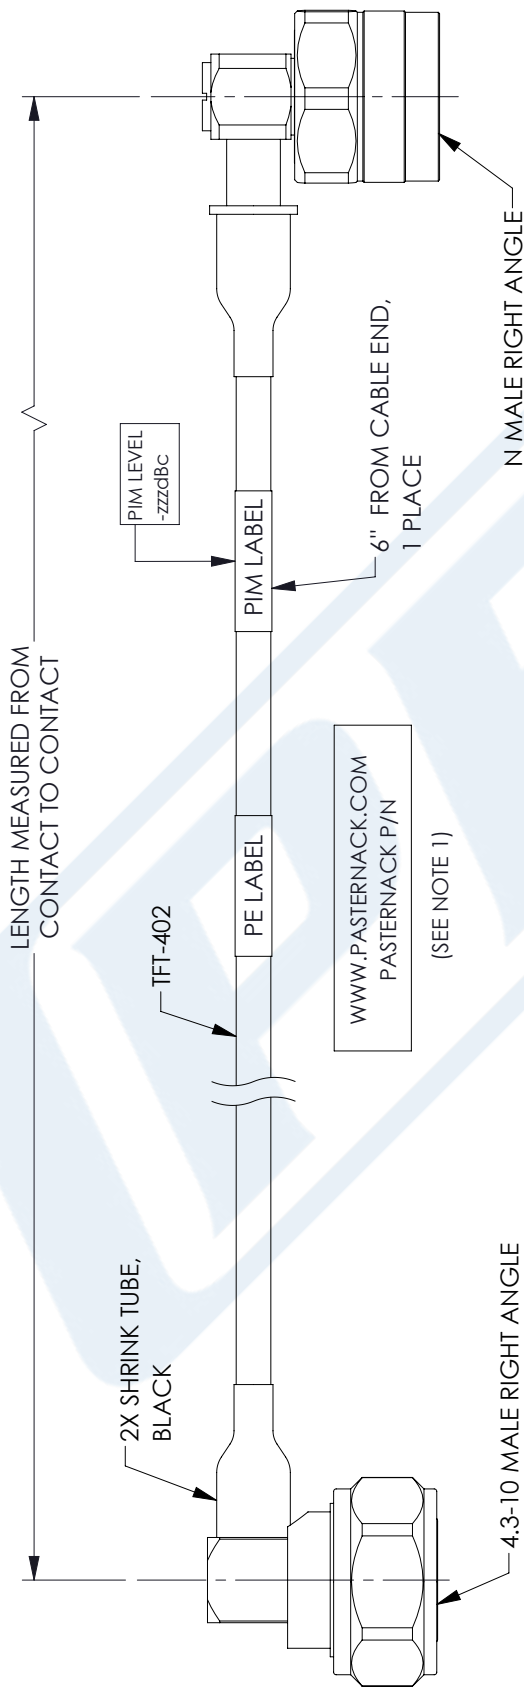 LENGTH MEASURED FROM
CONTACT TO CONTACT
2X SHRINK TUBE,
BLACK
TFT-402
PE LABEL
PIM LABEL
PIM LEVEL
-zzzdBc
6" FROM CABLE END,
1 PLACE
WWW.PASTERNACK.COM
PASTERNACK P/N
(SEE NOTE 1)
4.3-10 MALE RIGHT ANGLE
N MALE RIGHT ANGLE